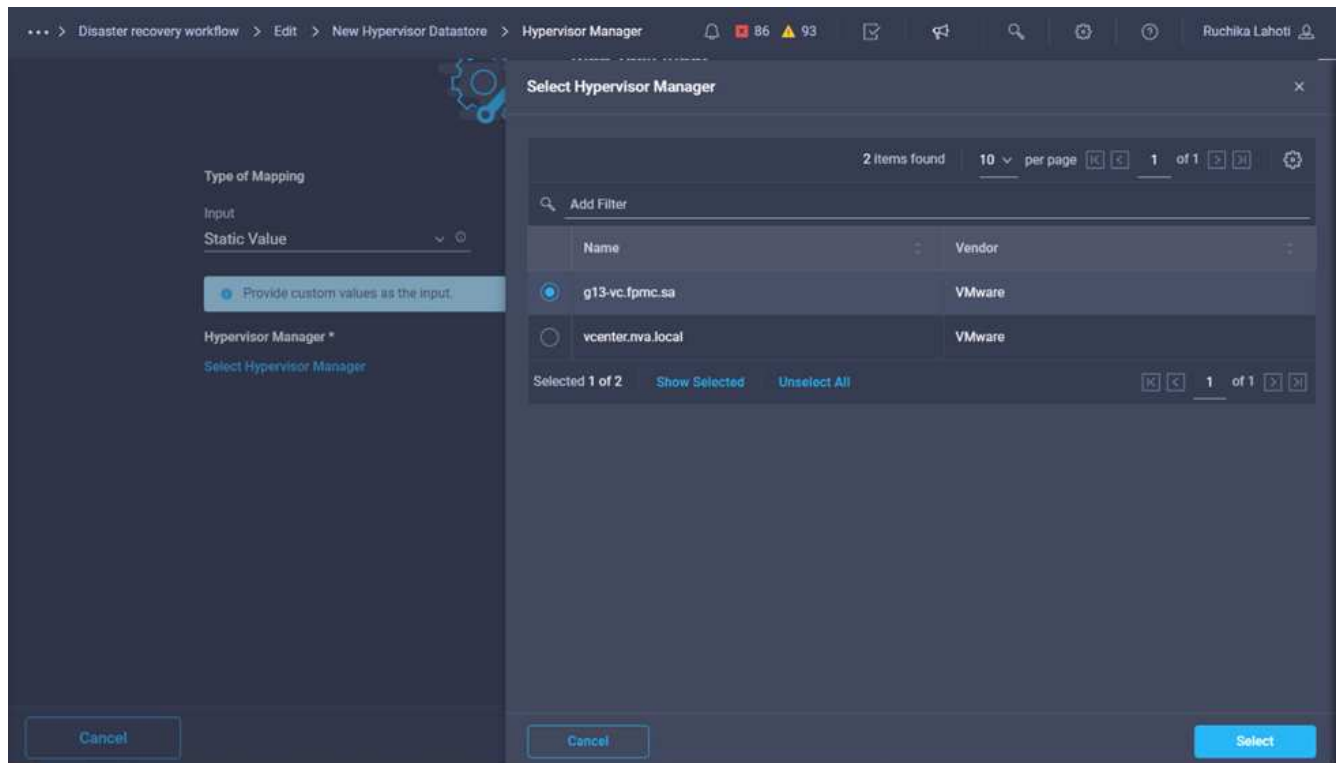 ••• > Disaster recovery workflow > Edit > New Hypervisor Datastore > Hypervisor Manager 86 93 Ruchika Lahoti
Select Hypervisor Manager
2 items found 10 per page 1 of 1
Type of Mapping
Input
Static Value
Add Filter
Name Vendor
Provide custom values as the input.
g13-vc.fpmc.sa VMware
Hypervisor Manager *
vcenter.nva.local VMware
Select Hypervisor Manager
Selected 1 of 2 Show Selected Unselect All 1 of 1
Cancel
Cancel Select